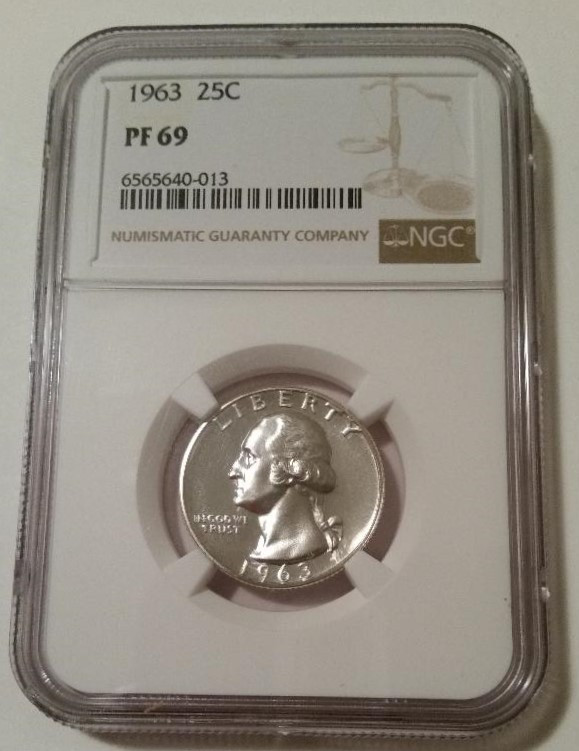 1963 25C
PF 69
6565640-013
NUMISMATIC GUARANTY COMPANY
NGC®
LIBERTY
IN GOD WE
TRUST
1963